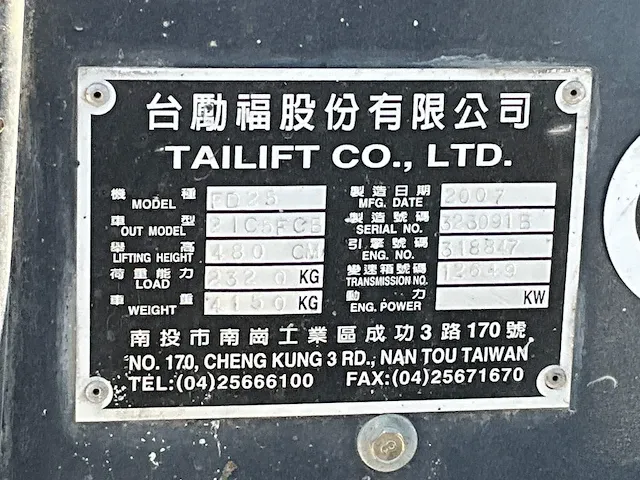 台勵福股份有限公司
TAILIFT CO., LTD.
機種 MODEL FD25
製造日期 MFG. DATE 2007
車型 OUT MODEL
製造號碼 SERIAL NO. 323091B
舉高 LIFTING HEIGHT 480 CM
引擎號碼 ENG. NO. 318847
荷重能力 LOAD 2320 KG
變速箱號碼 TRANSMISSION NO.
車重 WEIGHT 4150 KG
動力 ENG. POWER KW
南投市南崗工業區成功3路170號
NO. 170, CHENG KUNG 3 RD., NAN TOU TAIWAN
TEL:(04)25666100 FAX:(04)25671670
8